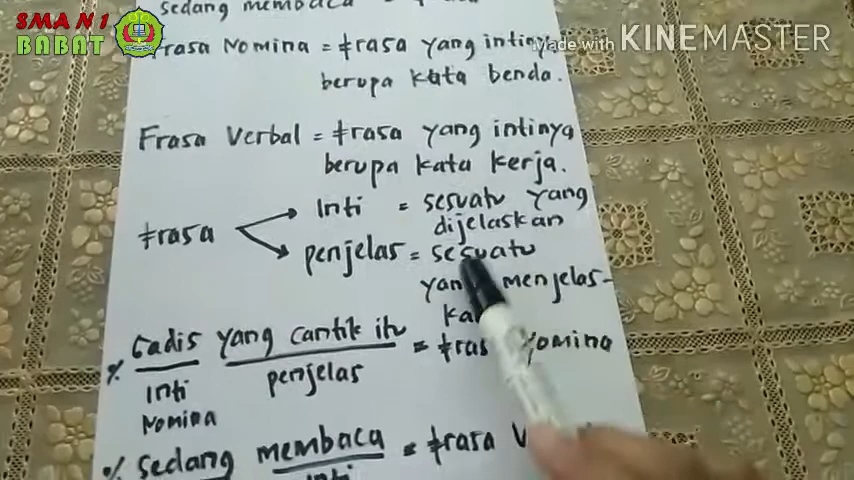 SMAN1
BABAT
Made with KINEMASTER
sedang membaca =
Frasa Nomina = frasa yang intinya
berupa kata benda.
Frasa Verbal = frasa yang intinya
berupa kata kerja.
frasa
Inti = sesuatu yang
dijelaskan
penjelas = sesuatu
yang menjelas-
kan
% Gadis yang cantik itu = frasa Nomina
Inti penjelas
Nomina
% sedang membaca = frasa V
inti